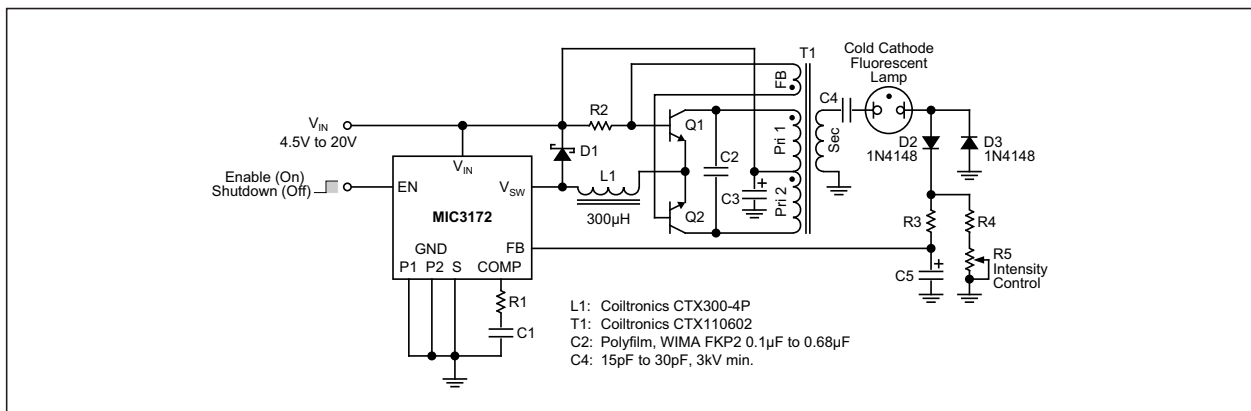 T1
Cold Cathode
Fluorescent
Lamp
FB
C4
R2
Q1
V_IN
4.5V to 20V
D1
C2
Pri 1
Sec
D2
1N4148
D3
1N4148
V_IN
L1
Enable (On)
Shutdown (Off)
EN
V_SW
C3
+
Pri 2
MIC3172
300µH
Q2
R3
R4
GND
FB
P1 P2 S COMP
R5
Intensity
Control
C5
+
R1
C1
L1: Coiltronics CTX300-4P
T1: Coiltronics CTX110602
C2: Polyfilm, WIMA FKP2 0.1µF to 0.68µF
C4: 15pF to 30pF, 3kV min.